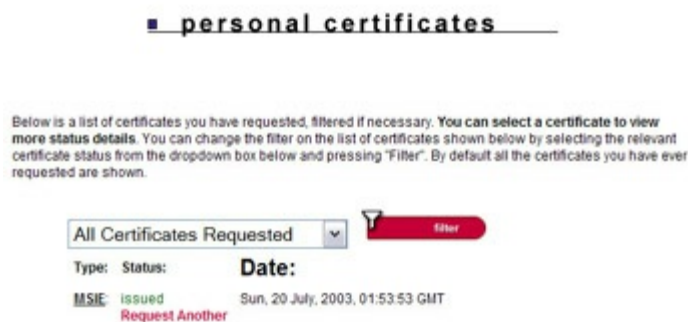 personal certificates
Below is a list of certificates you have requested, filtered if necessary. You can select a certificate to view
more status details. You can change the filter on the list of certificates shown below by selecting the relevant
certificate status from the dropdown box below and pressing "Filter". By default all the certificates you have ever
requested are shown.
All Certificates Requested filter
Type: Status: Date:
MSIE: issued Sun, 20 July, 2003, 01:53:53 GMT
Request Another